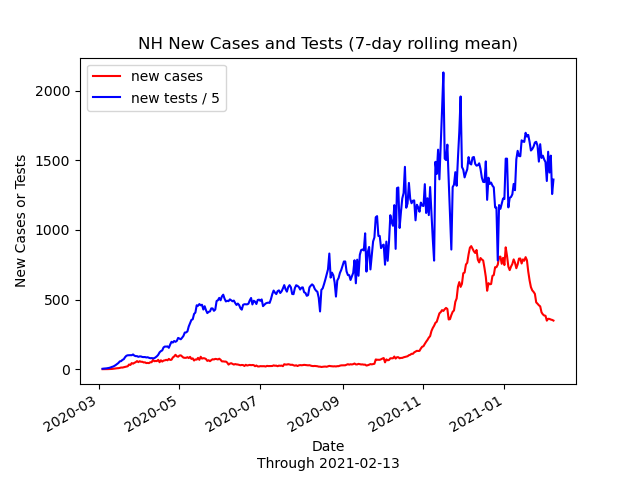 NH New Cases and Tests (7-day rolling mean)
new cases
new tests / 5
2000
1500
1000
500
0
New Cases or Tests
2020-03
2020-05
2020-07
2020-09
2020-11
2021-01
Date
Through 2021-02-13